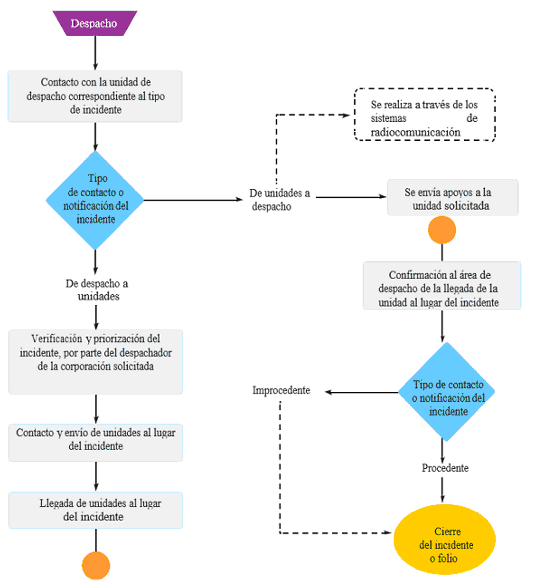 Despacho
Contacto con la unidad de
despacho correspondiente al tipo
de incidente
Tipo
de contacto o
notificación del
incidente
De despacho a
unidades
Verificación y priorización del
incidente, por parte del despachador
de la corporación solicitada
Contacto y envío de unidades al lugar
del incidente
Llegada de unidades al lugar
del incidente
De unidades a
despacho
Se realiza a través de los
sistemas de
radiocomunicación
Se envía apoyos a la
unidad solicitada
Confirmación al área de
despacho de la llegada de la
unidad al lugar del incidente
Tipo de contacto
o notificación del
incidente
Improcedente
Procedente
Cierre
del incidente
o folio